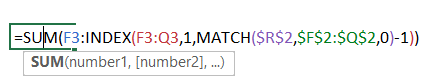 =SUM(F3:INDEX(F3:Q3,1,MATCH($R$2,$F$2:$Q$2,0)-1))
SUM(number1, [number2], ...)